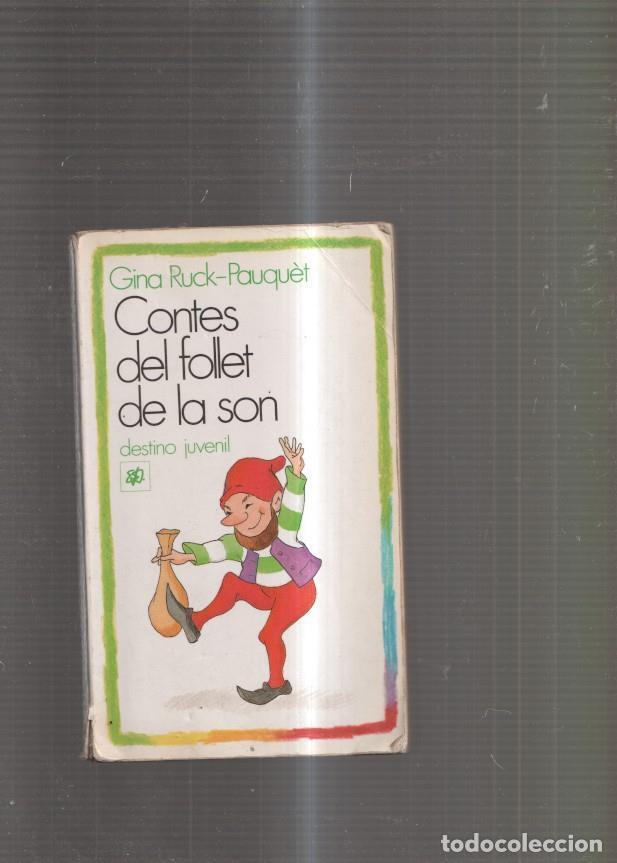 Gina Ruck-Pauquèt
Contes
del follet
de la son
destino juvenil
todocoleccion